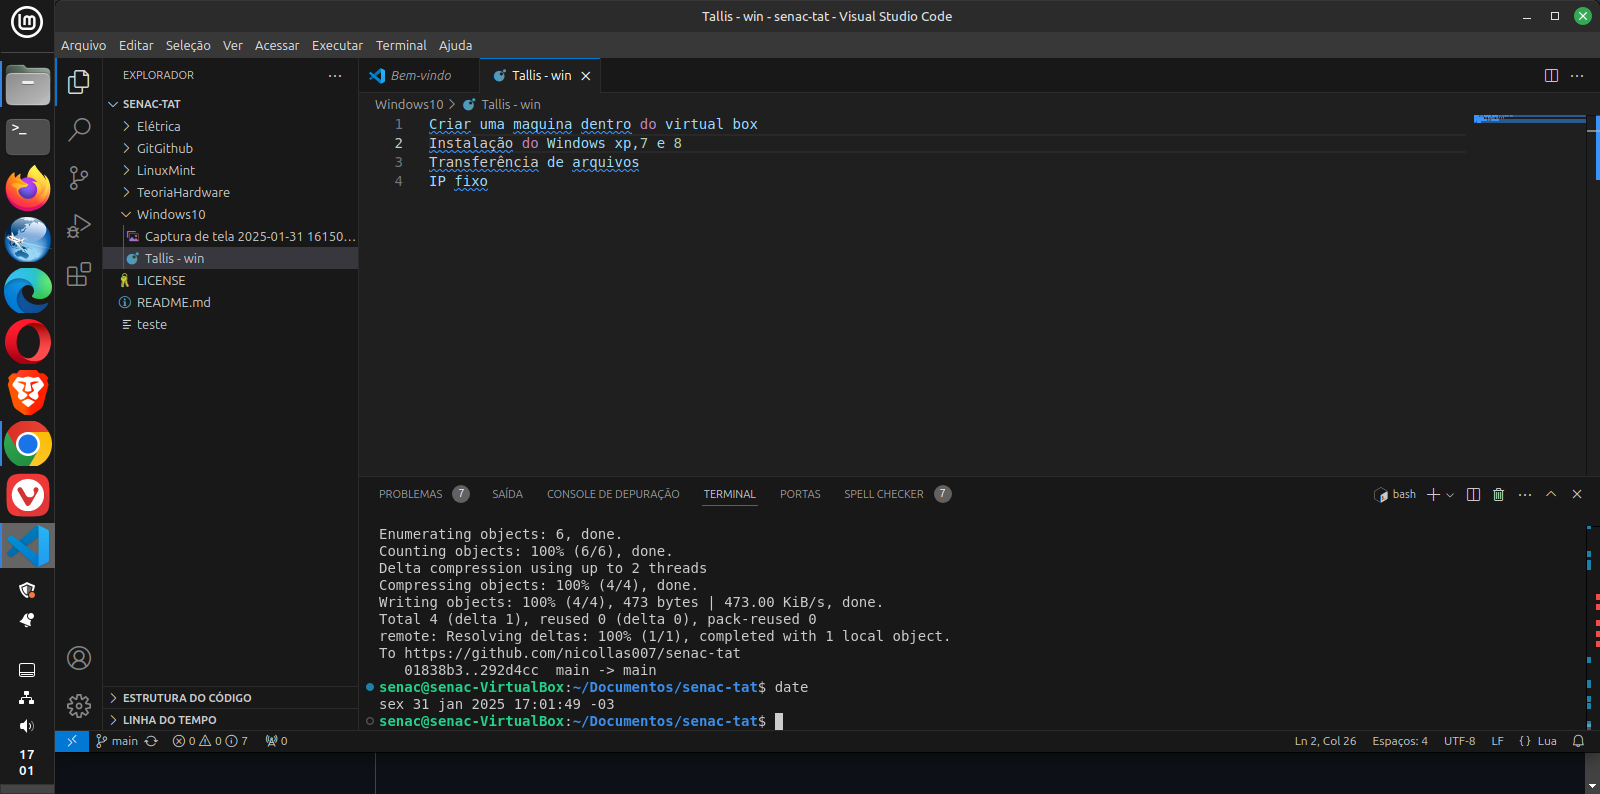 Tallis - win - senac-tat - Visual Studio Code
Arquivo Editar Seleção Ver Acessar Executar Terminal Ajuda
EXPLORADOR
SENAC-TAT
Elétrica
GitGithub
LinuxMint
TeoriaHardware
Windows10
Captura de tela 2025-01-31 16150...
Tallis - win
LICENSE
README.md
teste
ESTRUTURA DO CÓDIGO
LINHA DO TEMPO
Bem-vindo
Tallis - win
Windows10 > Tallis - win
1 Criar uma maquina dentro do virtual box
2 Instalação do Windows xp,7 e 8
3 Transferência de arquivos
4 IP fixo
PROBLEMAS 7 SAÍDA CONSOLE DE DEPURAÇÃO TERMINAL PORTAS SPELL CHECKER 7
bash
Enumerating objects: 6, done.
Counting objects: 100% (6/6), done.
Delta compression using up to 2 threads
Compressing objects: 100% (4/4), done.
Writing objects: 100% (4/4), 473 bytes | 473.00 KiB/s, done.
Total 4 (delta 1), reused 0 (delta 0), pack-reused 0
remote: Resolving deltas: 100% (1/1), completed with 1 local object.
To https://github.com/nicollas007/senac-tat
01838b3..292d4cc main -> main
senac@senac-VirtualBox:~/Documentos/senac-tat$ date
sex 31 jan 2025 17:01:49 -03
senac@senac-VirtualBox:~/Documentos/senac-tat$
main 0 0 7 0
Ln 2, Col 26 Espaços: 4 UTF-8 LF {} Lua
17
01